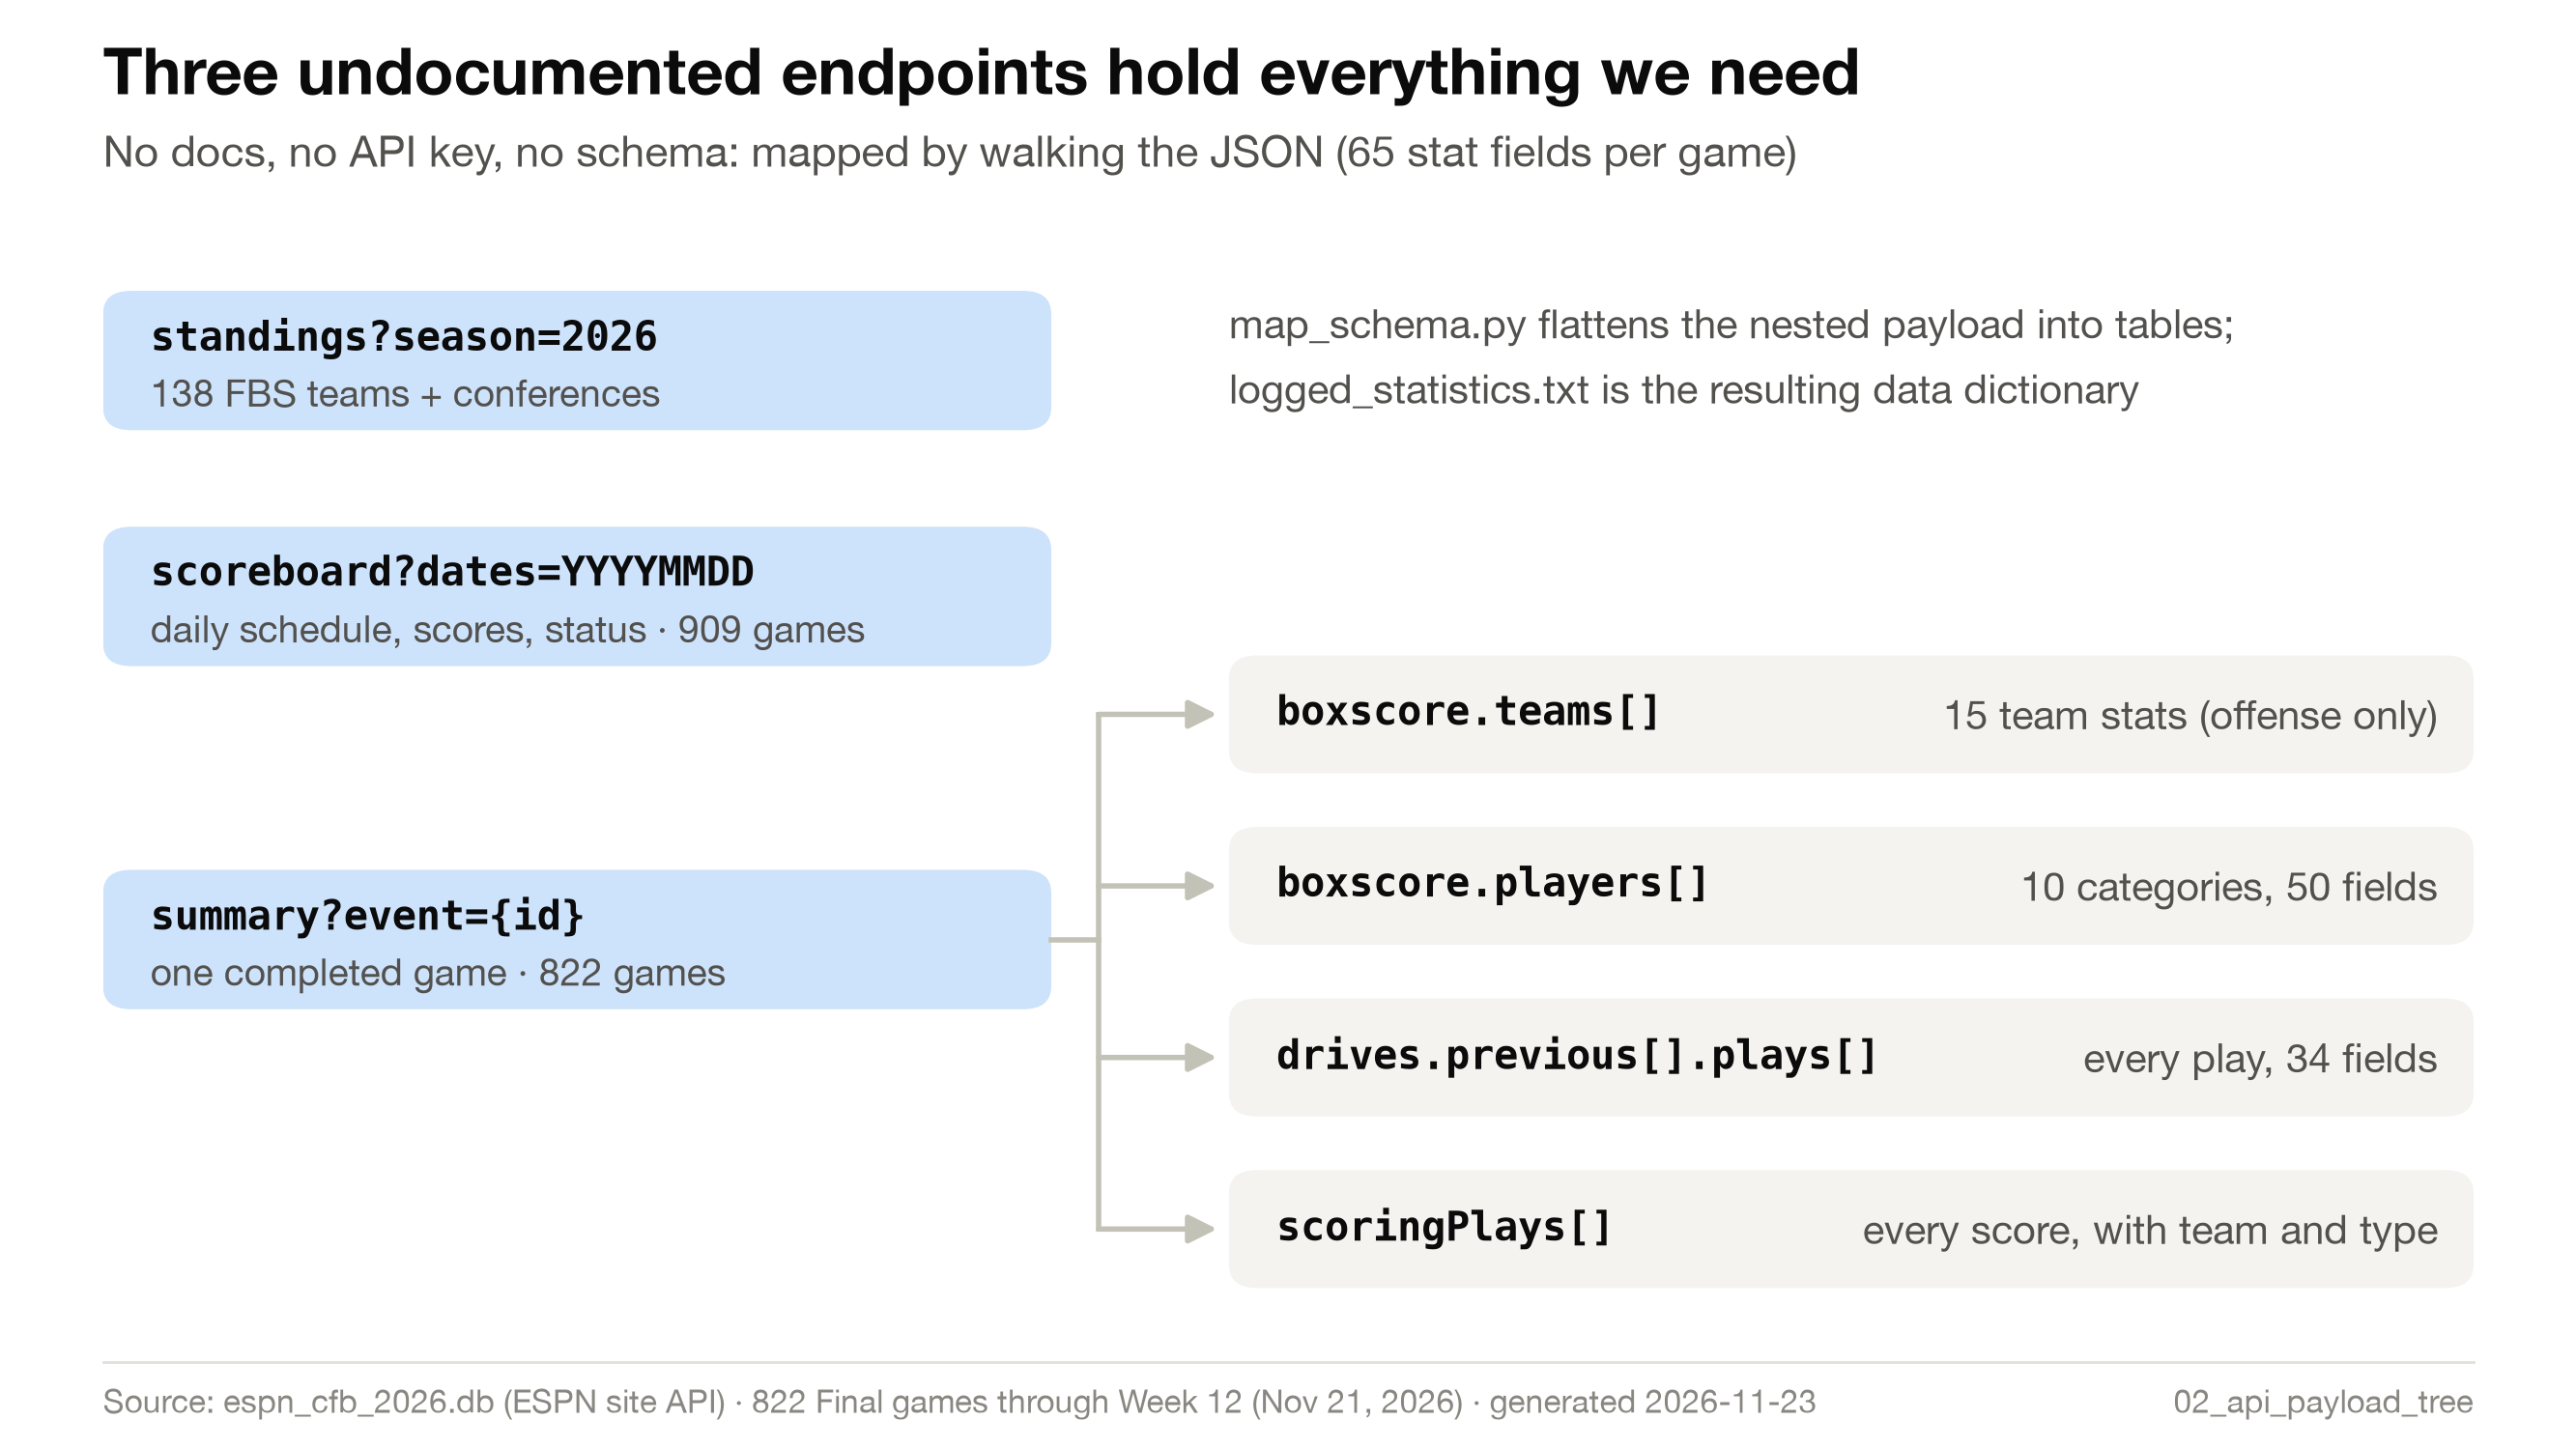 Three undocumented endpoints hold everything we need
No docs, no API key, no schema: mapped by walking the JSON (65 stat fields per game)
standings?season=2026
138 FBS teams + conferences
map_schema.py flattens the nested payload into tables;
logged_statistics.txt is the resulting data dictionary
scoreboard?dates=YYYYMMDD
daily schedule, scores, status · 909 games
summary?event={id}
one completed game · 822 games
boxscore.teams[] 15 team stats (offense only)
boxscore.players[] 10 categories, 50 fields
drives.previous[].plays[] every play, 34 fields
scoringPlays[] every score, with team and type
Source: espn_cfb_2026.db (ESPN site API) · 822 Final games through Week 12 (Nov 21, 2026) · generated 2026-11-23
02_api_payload_tree